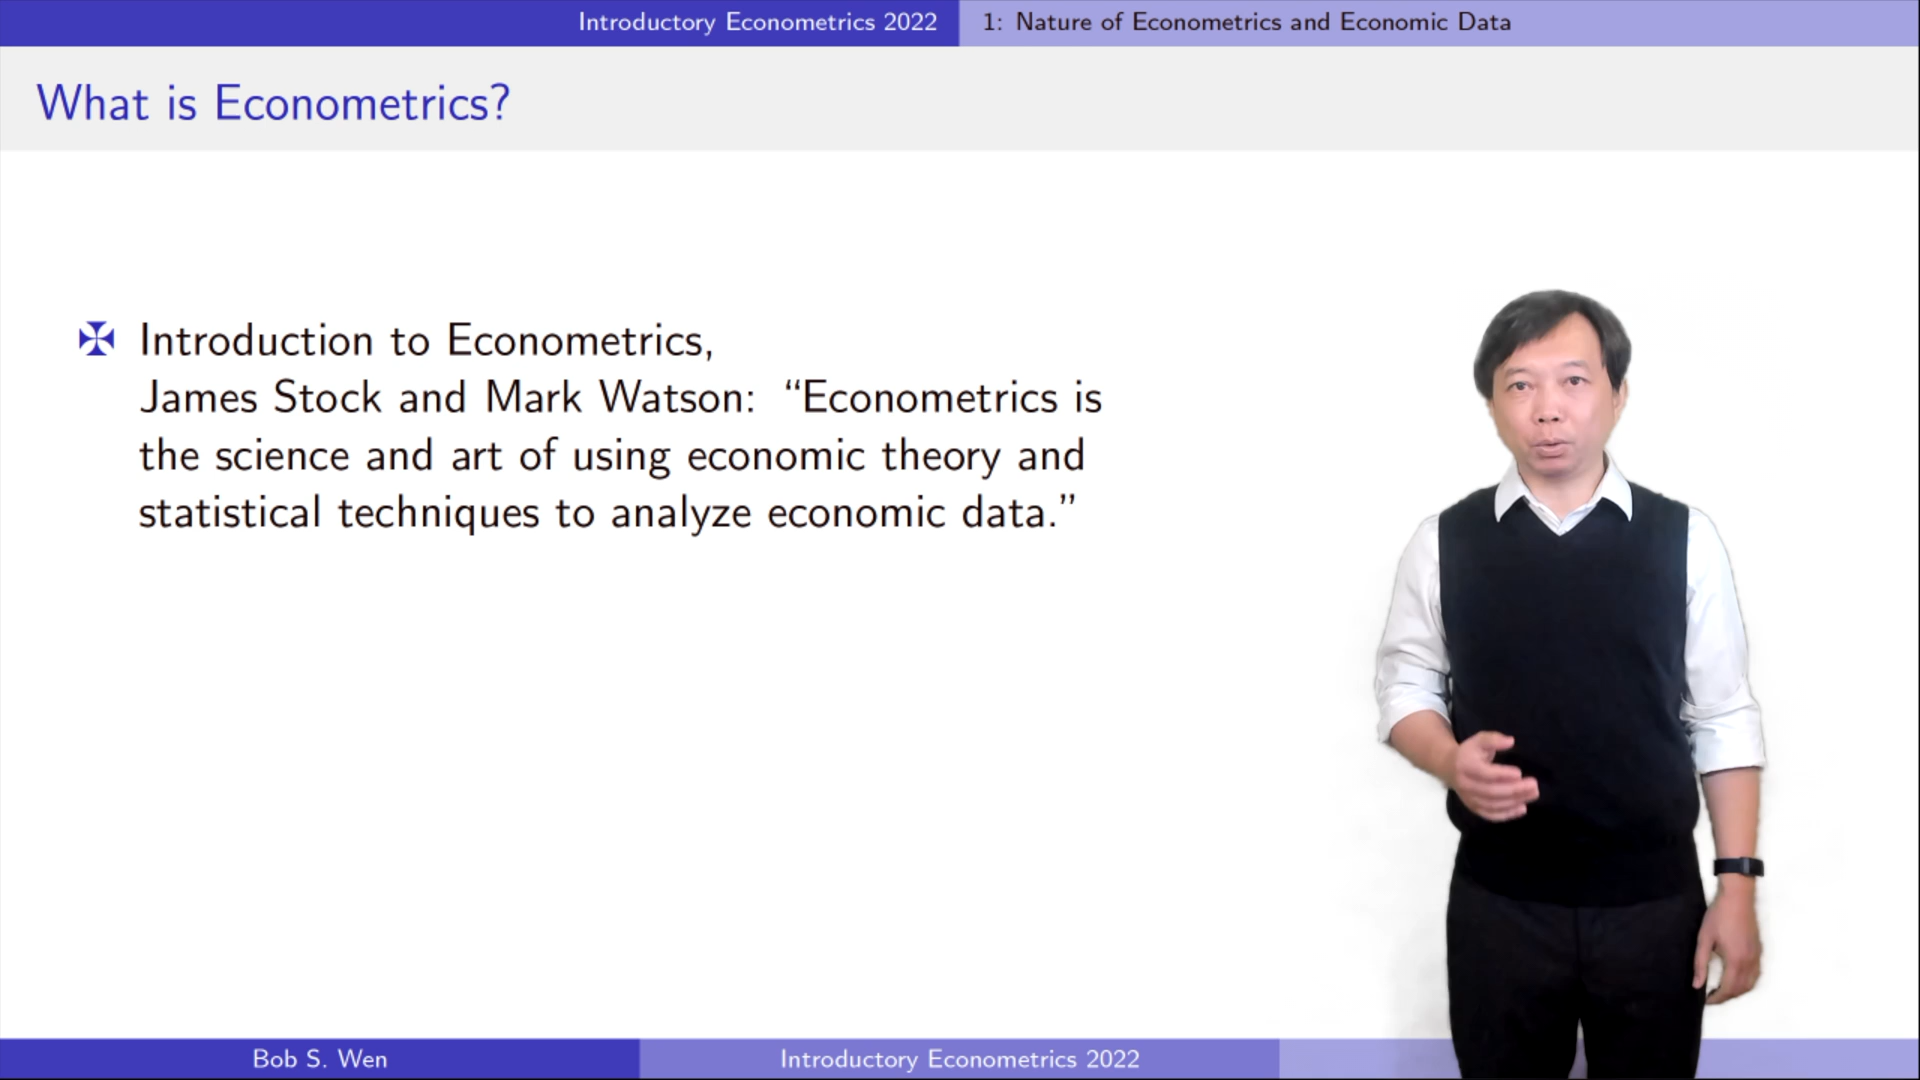 Introductory Econometrics 2022
1: Nature of Econometrics and Economic Data
What is Econometrics?
Introduction to Econometrics,
James Stock and Mark Watson: “Econometrics is
the science and art of using economic theory and
statistical techniques to analyze economic data.”
Bob S. Wen
Introductory Econometrics 2022